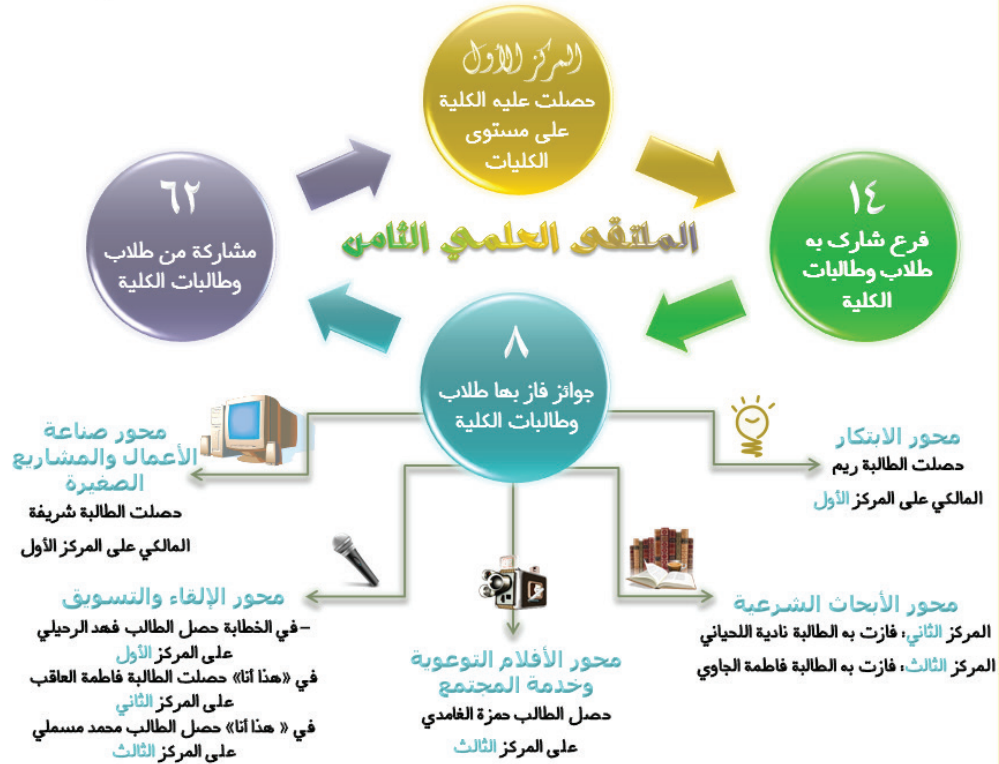 المركز الأول
حصلت عليه الكلية
على مستوى
الكليات
١٤
فرع شارك به
طلاب وطالبات
الكلية
٦٢
مشاركة من طلاب
وطالبات الكلية
الملتقى العلمي الثامن
٨
جوائز فاز بها طلاب
وطالبات الكلية
محور الابتكار
حصلت الطالبة ريم
المالكي على المركز الأول
محور صناعة
الأعمال والمشاريع
الصغيرة
حصلت الطالبة شريفة
المالكي على المركز الأول
محور الأبحاث الشرعية
المركز الثاني: فازت به الطالبة نادية اللحياني
المركز الثالث: فازت به الطالبة فاطمة الجاوي
محور الأفلام التوعوية
وخدمة المجتمع
حصل الطالب حمزة الغامدي
على المركز الثالث
محور الإلقاء والتسويق
– في الخطابة حصل الطالب فهد الرحيلي
على المركز الأول
في «هذا أنا» حصلت الطالبة فاطمة العاقب
على المركز الثاني
في « هذا أنا» حصل الطالب محمد مسملي
على المركز الثالث